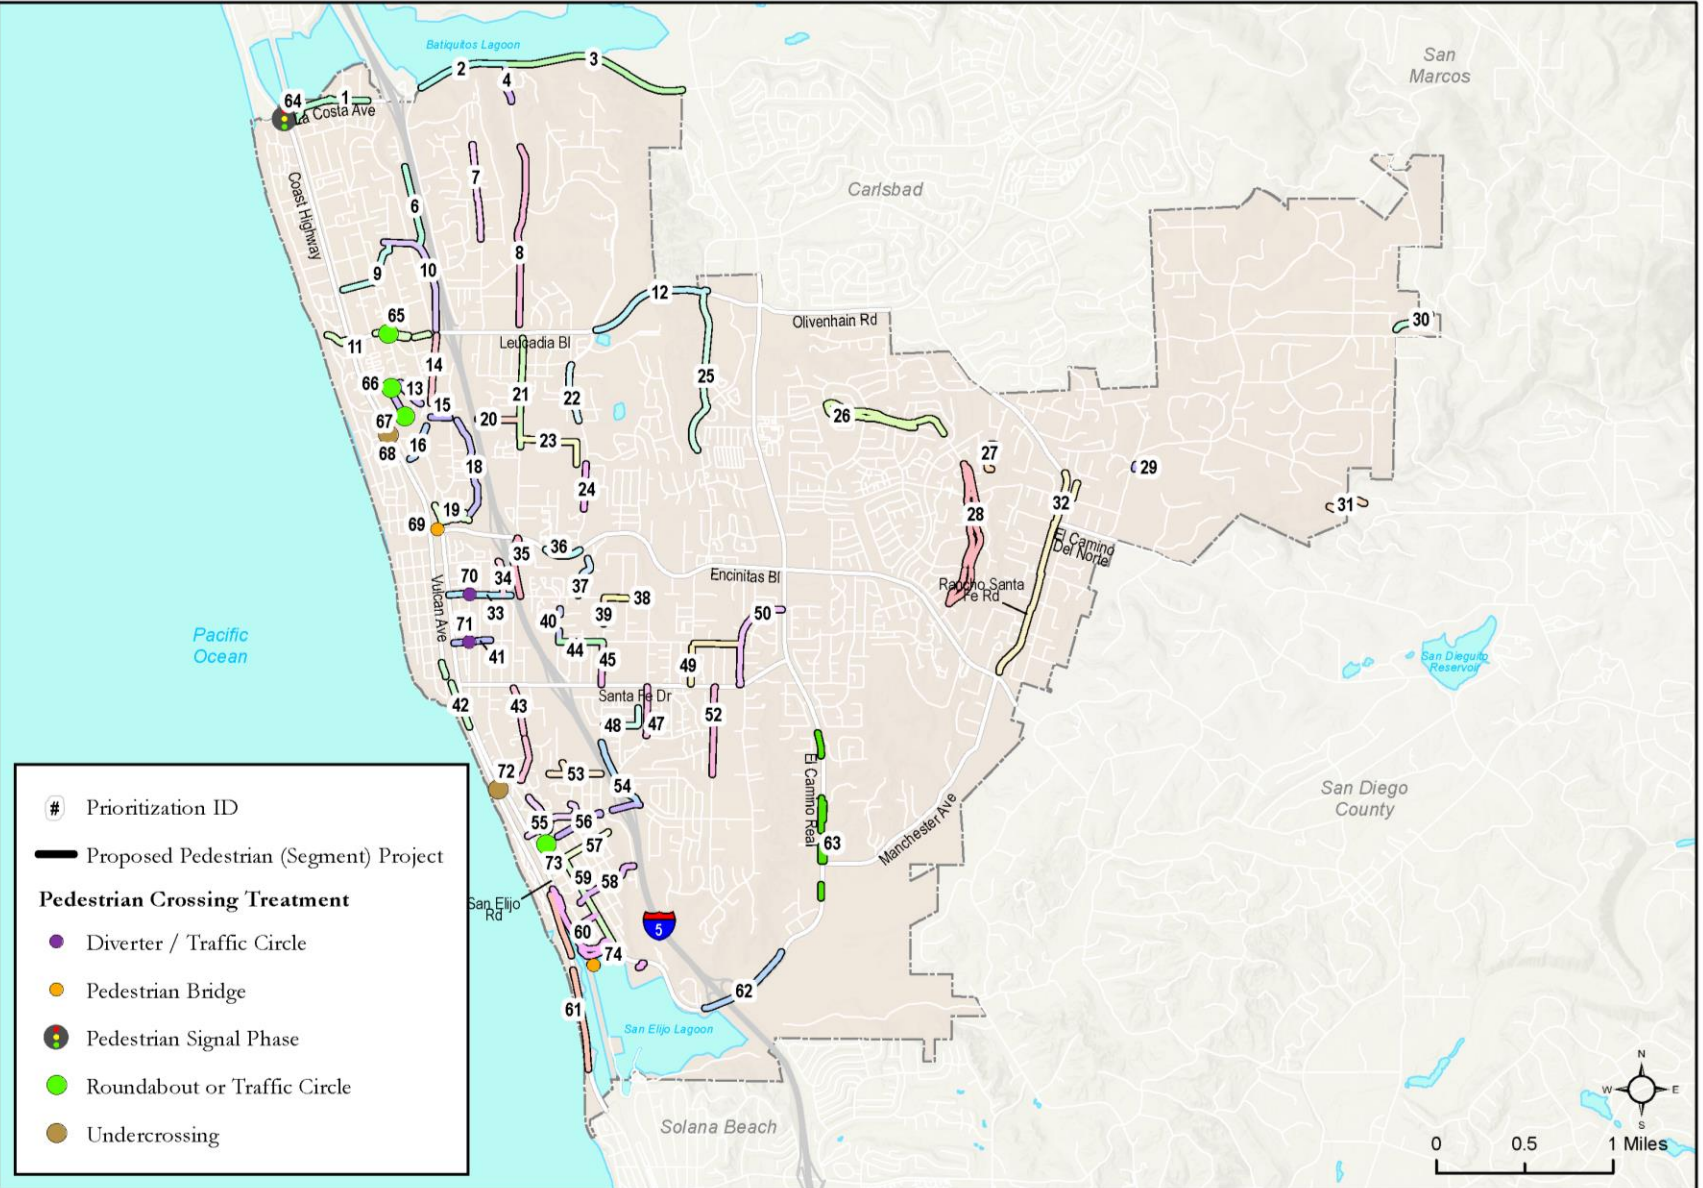 Batiquitos Lagoon
San
Marcos
2
3
4
64
1
La Costa Ave
Carlsbad
7
6
Coast Highway
8
9
10
12
65
Olivenhain Rd
11
Leucadia Bl
14
25
66
13
21
22
15
26
67
20
16
23
68
27
18
29
24
28
32
31
30
19
69
35
36
El Camino
Del Norte
Encinitas Bl
70
34
37
Rancho Santa
Fe Rd
Vulcan Ave
33
38
39
40
50
71
Pacific
Ocean
41
44
45
49
San Dieguito
Reservoir
Santa Fe Dr
42
43
48
47
52
72
53
54
El Camino Real
San Diego
County
55
56
57
63
Manchester Ave
73
59
58
San Elijo
Rd
60
5
74
62
61
San Elijo Lagoon
Solana Beach
# Prioritization ID
Proposed Pedestrian (Segment) Project
Pedestrian Crossing Treatment
Diverter / Traffic Circle
Pedestrian Bridge
Pedestrian Signal Phase
Roundabout or Traffic Circle
Undercrossing
N
W E
S
0 0.5 1 Miles